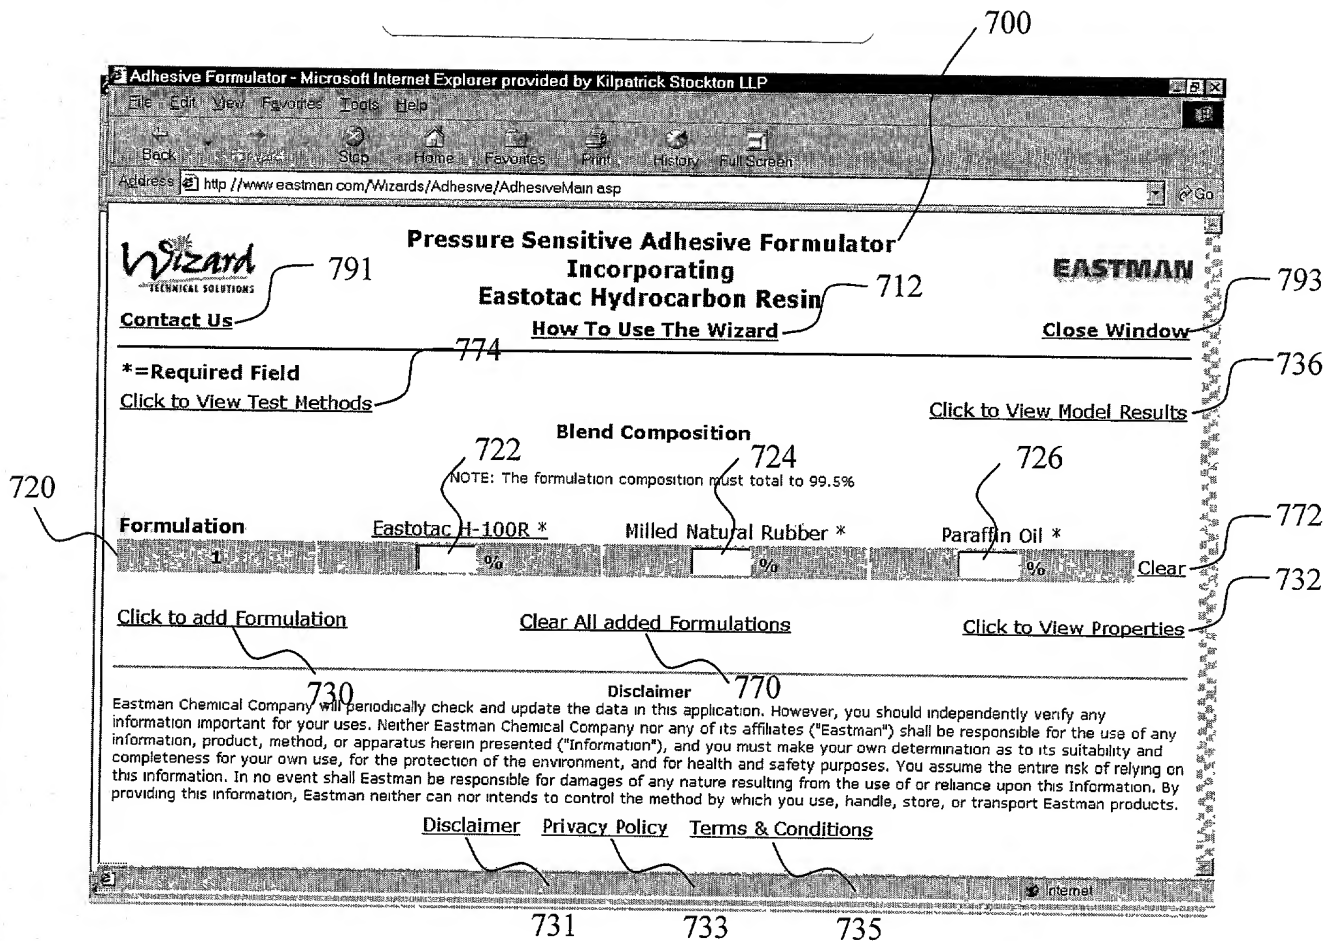 700
Adhesive Formulator - Microsoft Internet Explorer provided by Kilpatrick Stockton LLP
File Edit View Favorites Tools Help
Back Forward Stop Home Favorites Print History Full Screen
Address http //www eastman com/Wizards/Adhesive/AdhesiveMain asp Go
Wizard
TECHNICAL SOLUTIONS
791
Pressure Sensitive Adhesive Formulator
Incorporating
Eastotac Hydrocarbon Resin
712
EASTMAN
793
Contact Us
How To Use The Wizard
Close Window
774
736
*=Required Field
Click to View Test Methods
Click to View Model Results
Blend Composition
722 724 726
NOTE: The formulation composition must total to 99.5%
720
Formulation Eastotac H-100R * Milled Natural Rubber * Paraffin Oil *
772
1 % % % Clear
732
Click to add Formulation Clear All added Formulations Click to View Properties
730 770
Disclaimer
Eastman Chemical Company will periodically check and update the data in this application. However, you should independently verify any
information important for your uses. Neither Eastman Chemical Company nor any of its affiliates ("Eastman") shall be responsible for the use of any
information, product, method, or apparatus herein presented ("Information"), and you must make your own determination as to its suitability and
completeness for your own use, for the protection of the environment, and for health and safety purposes. You assume the entire risk of relying on
this information. In no event shall Eastman be responsible for damages of any nature resulting from the use of or reliance upon this Information. By
providing this information, Eastman neither can nor intends to control the method by which you use, handle, store, or transport Eastman products.
Disclaimer Privacy Policy Terms & Conditions
Internet
731 733 735